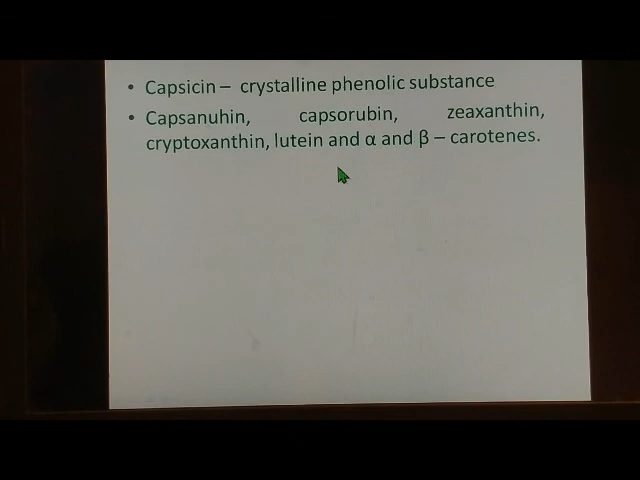 • Capsicin – crystalline phenolic substance
• Capsanuhin, capsorubin, zeaxanthin,
cryptoxanthin, lutein and α and β – carotenes.